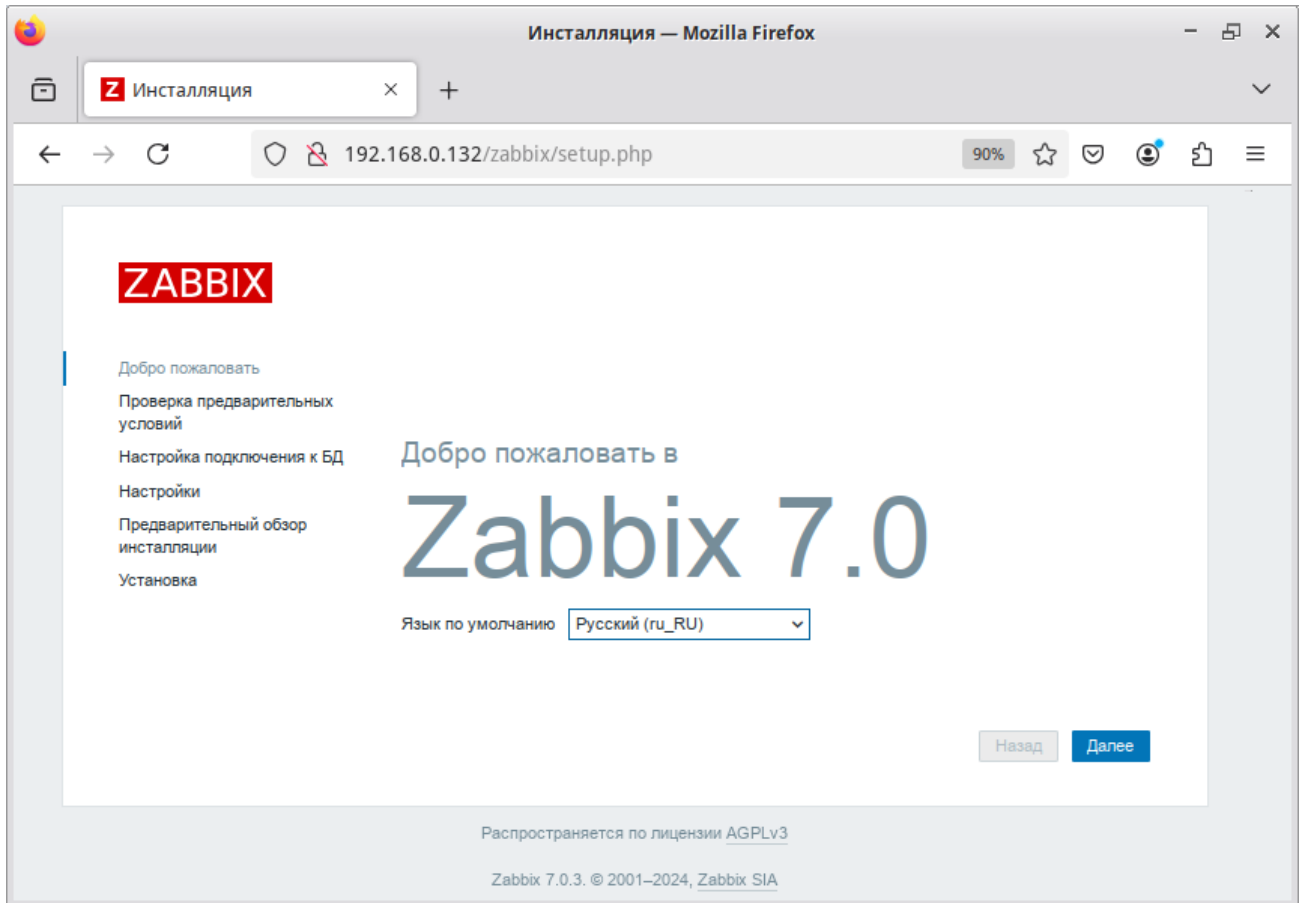 Инсталляция — Mozilla Firefox
Z Инсталляция
192.168.0.132/zabbix/setup.php 90%
ZABBIX
Добро пожаловать
Проверка предварительных
условий
Настройка подключения к БД
Настройки
Предварительный обзор
инсталляции
Установка
Добро пожаловать в
Zabbix 7.0
Язык по умолчанию Русский (ru_RU)
Назад Далее
Распространяется по лицензии AGPLv3
Zabbix 7.0.3. © 2001–2024, Zabbix SIA